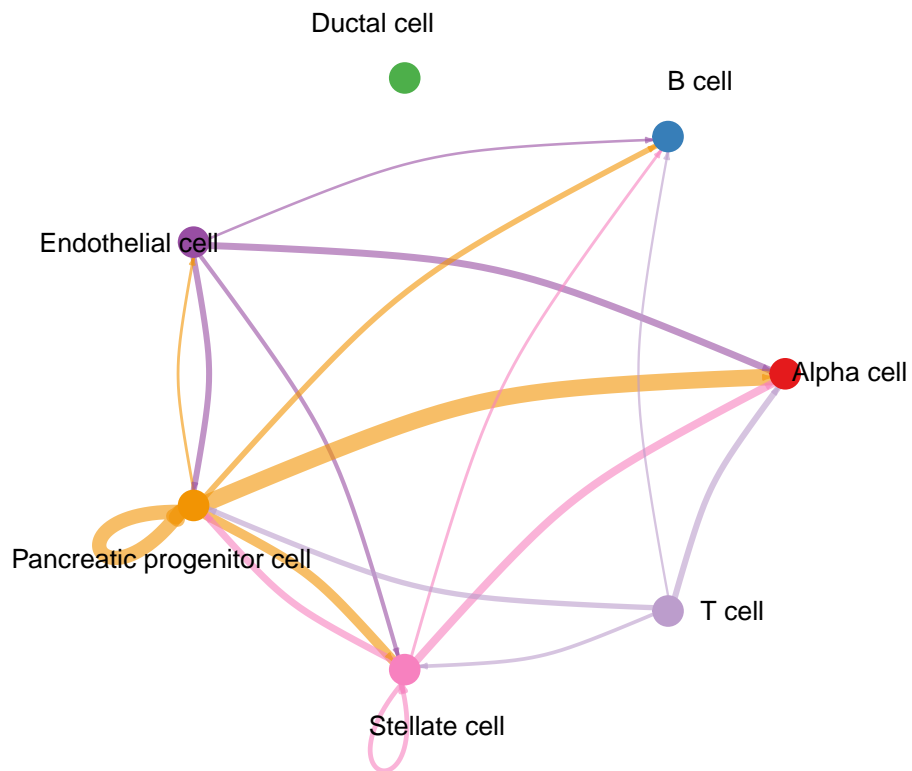 Ductal cell
B cell
Endothelial cell
Alpha cell
Pancreatic progenitor cell
T cell
Stellate cell